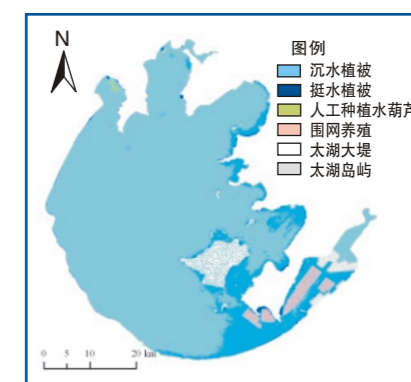 N
图例
沉水植被
挺水植被
人工种植水葫芦
围网养殖
太湖大堤
太湖岛屿
0 5 10 20 km